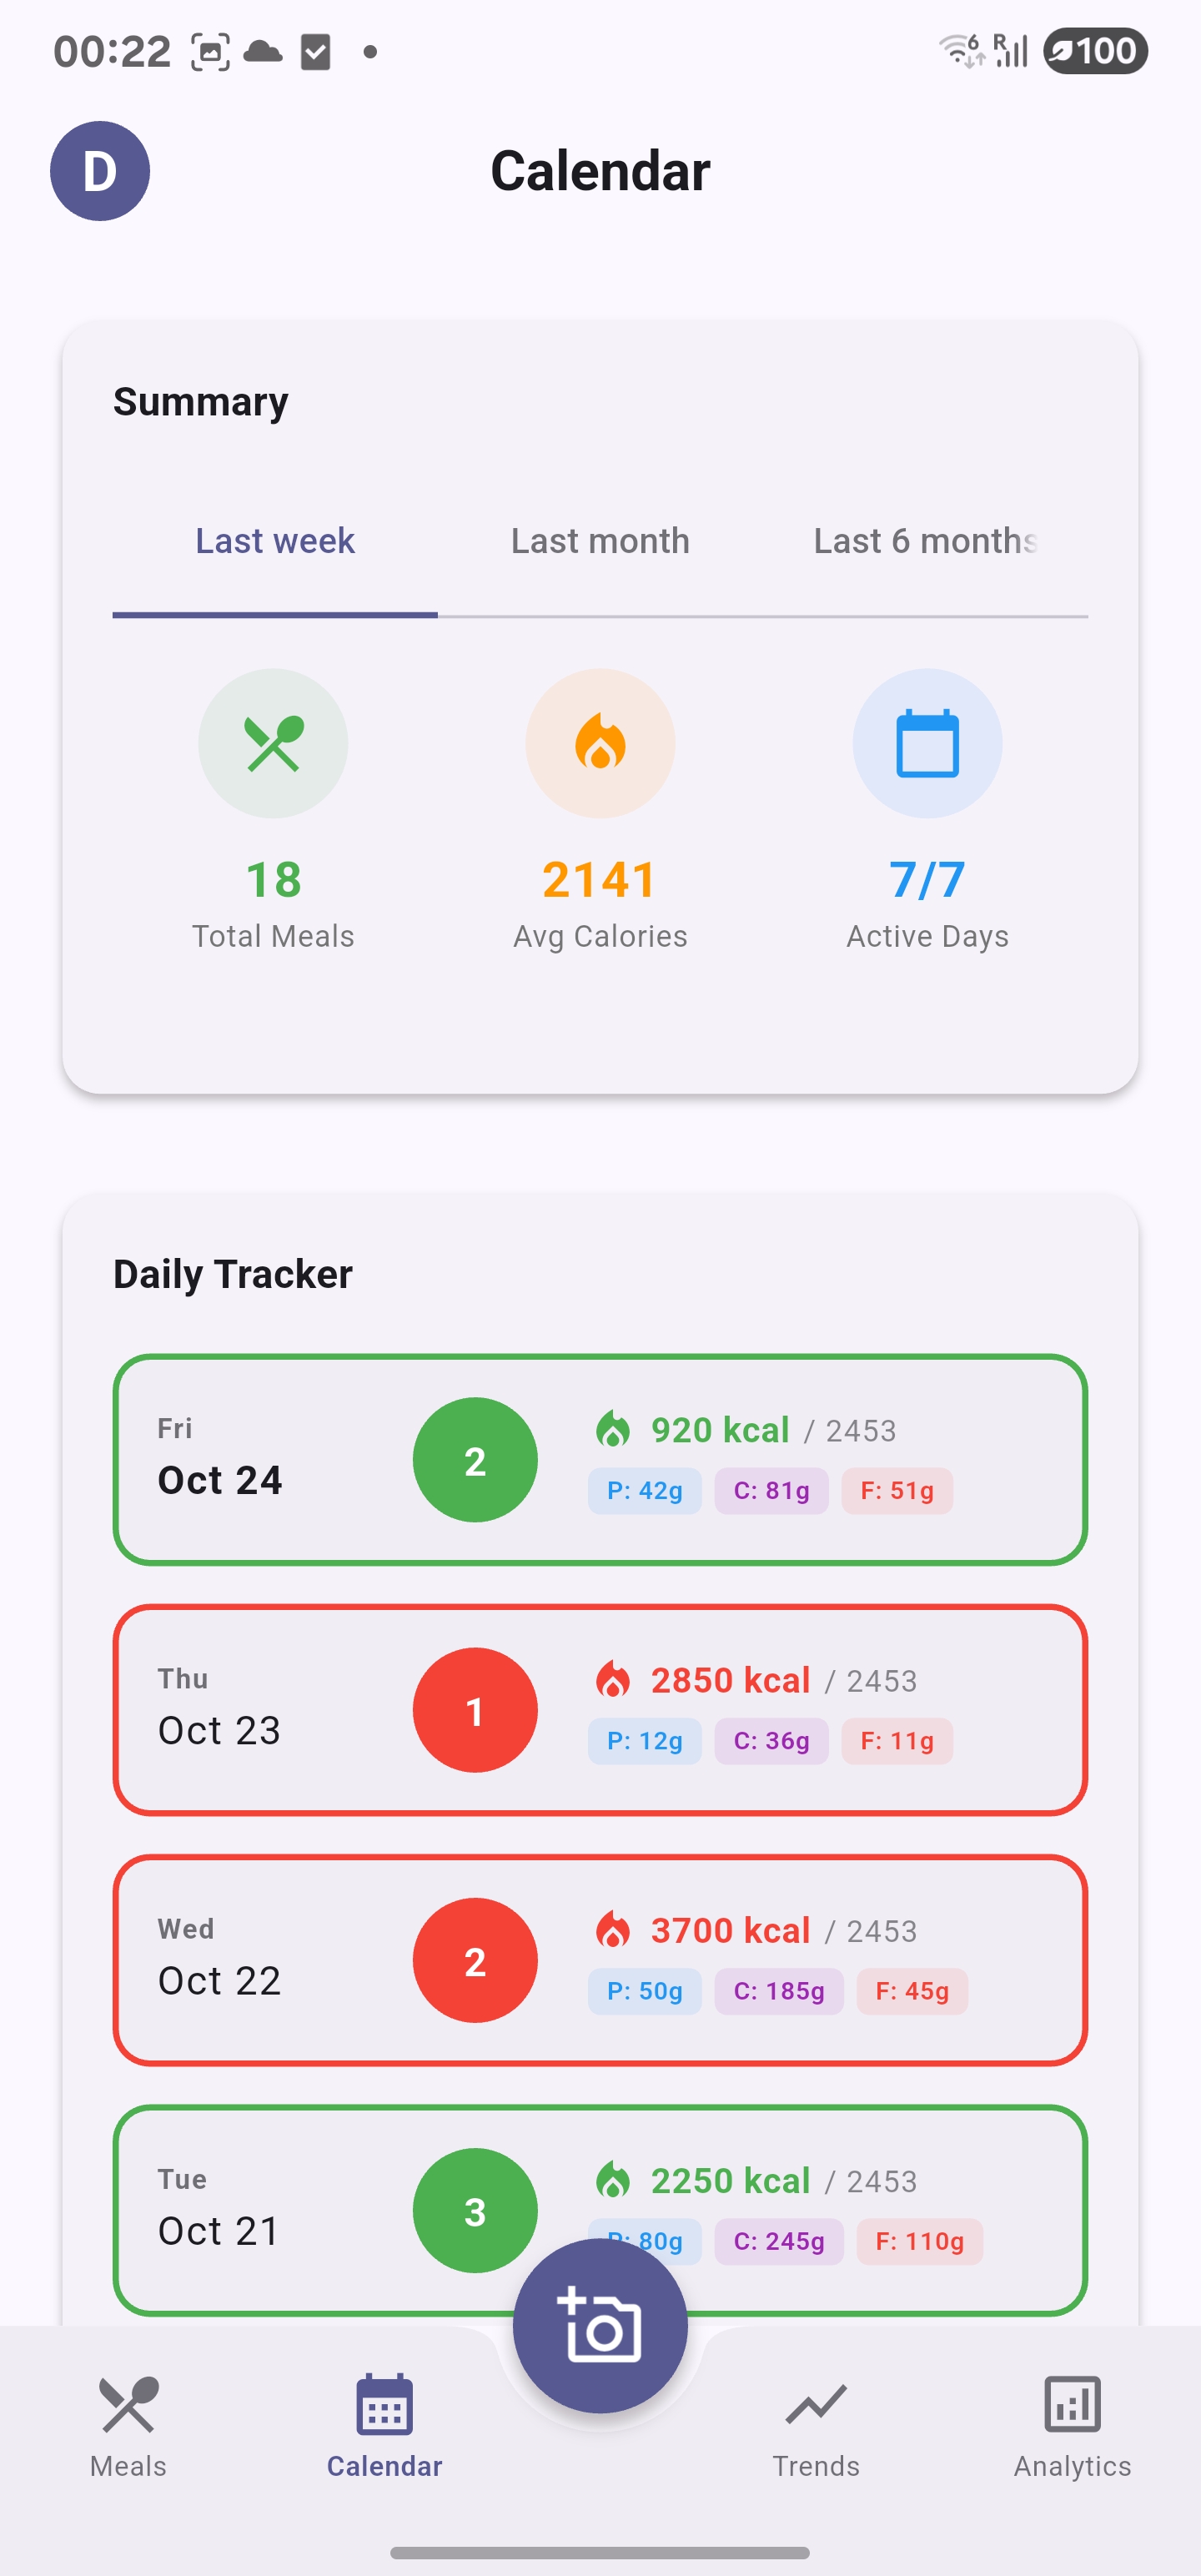 00:22
6 R 100
D
Calendar
Summary
Last week
Last month
Last 6 months
18
2141
7/7
Total Meals
Avg Calories
Active Days
Daily Tracker
Fri
Oct 24
2
920 kcal / 2453
P: 42g C: 81g F: 51g
Thu
Oct 23
1
2850 kcal / 2453
P: 12g C: 36g F: 11g
Wed
Oct 22
2
3700 kcal / 2453
P: 50g C: 185g F: 45g
Tue
Oct 21
3
2250 kcal / 2453
P: 80g C: 245g F: 110g
Meals
Calendar
Trends
Analytics